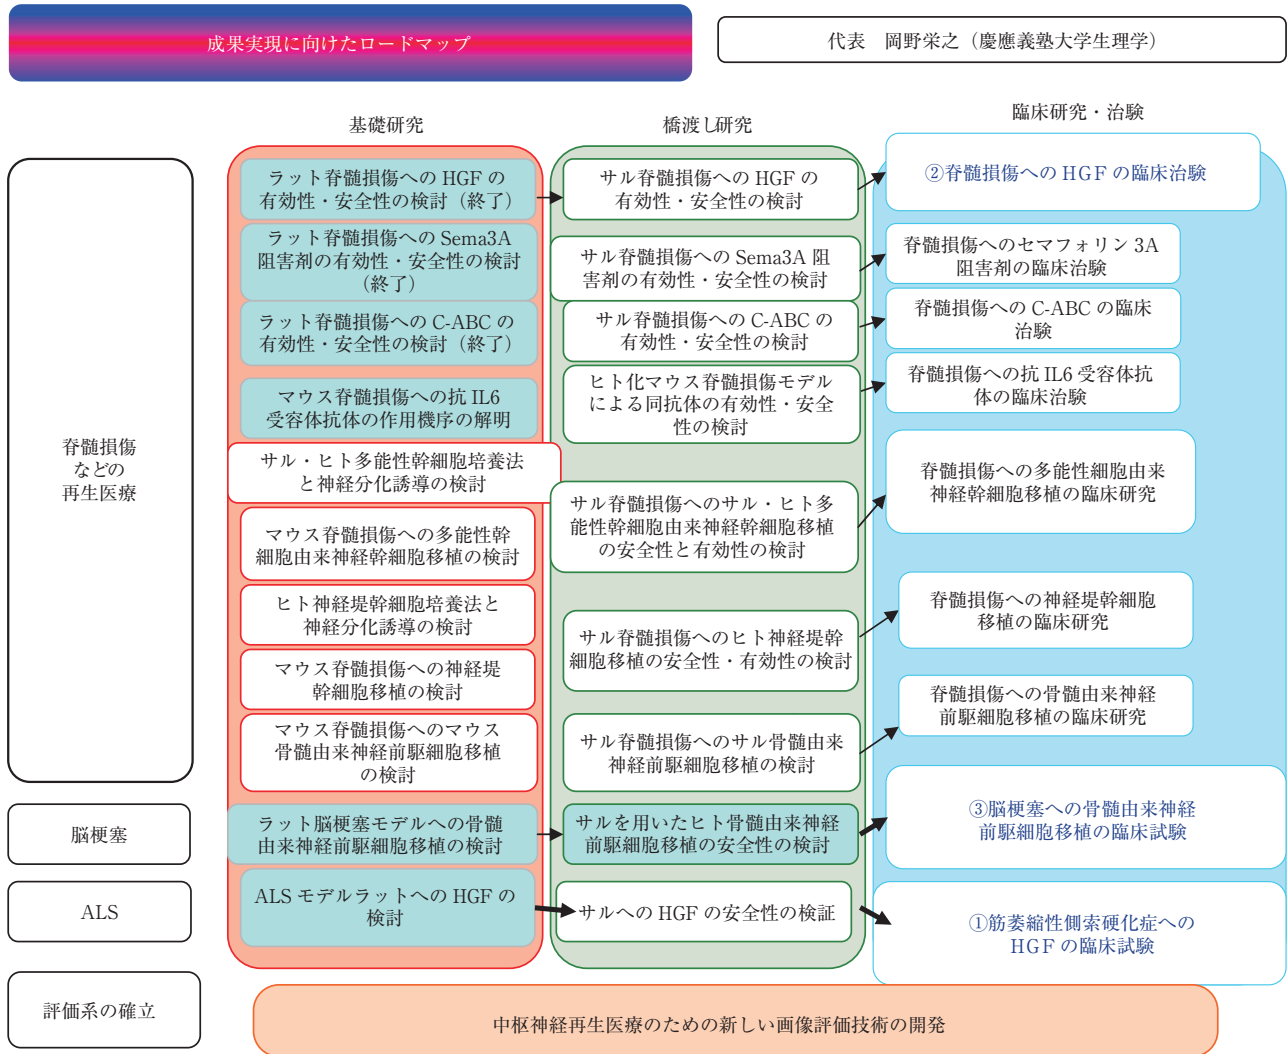 成果実現に向けたロードマップ
代表　岡野栄之（慶應義塾大学生理学）
基礎研究
橋渡し研究
臨床研究・治験
脊髄損傷
などの
再生医療
ラット脊髄損傷への HGF の
有効性・安全性の検討（終了）
ラット脊髄損傷への Sema3A
阻害剤の有効性・安全性の検討
（終了）
ラット脊髄損傷への C-ABC の
有効性・安全性の検討（終了）
マウス脊髄損傷への抗 IL6
受容体抗体の作用機序の解明
サル・ヒト多能性幹細胞培養法
と神経分化誘導の検討
マウス脊髄損傷への多能性幹
細胞由来神経幹細胞移植の検討
ヒト神経堤幹細胞培養法と
神経分化誘導の検討
マウス脊髄損傷への神経堤
幹細胞移植の検討
マウス脊髄損傷へのマウス
骨髄由来神経前駆細胞移植
の検討
サル脊髄損傷への HGF の
有効性・安全性の検討
サル脊髄損傷への Sema3A 阻
害剤の有効性・安全性の検討
サル脊髄損傷への C-ABC の
有効性・安全性の検討
ヒト化マウス脊髄損傷モデル
による同抗体の有効性・安全
性の検討
サル脊髄損傷へのサル・ヒト多
能性幹細胞由来神経幹細胞移植
の安全性と有効性の検討
サル脊髄損傷へのヒト神経堤幹
細胞移植の安全性・有効性の検討
サル脊髄損傷へのサル骨髄由来
神経前駆細胞移植の検討
②脊髄損傷への HGF の臨床治験
脊髄損傷へのセマフォリン 3A
阻害剤の臨床治験
脊髄損傷への C-ABC の臨床
治験
脊髄損傷への抗 IL6 受容体抗
体の臨床治験
脊髄損傷への多能性細胞由来
神経幹細胞移植の臨床研究
脊髄損傷への神経堤幹細胞
移植の臨床研究
脊髄損傷への骨髄由来神経
前駆細胞移植の臨床研究
脳梗塞
ラット脳梗塞モデルへの骨髄
由来神経前駆細胞移植の検討
サルを用いたヒト骨髄由来神経
前駆細胞移植の安全性の検討
③脳梗塞への骨髄由来神経
前駆細胞移植の臨床試験
ALS
ALS モデルラットへの HGF の
検討
サルへの HGF の安全性の検証
①筋萎縮性側索硬化症への
HGF の臨床試験
評価系の確立
中枢神経再生医療のための新しい画像評価技術の開発